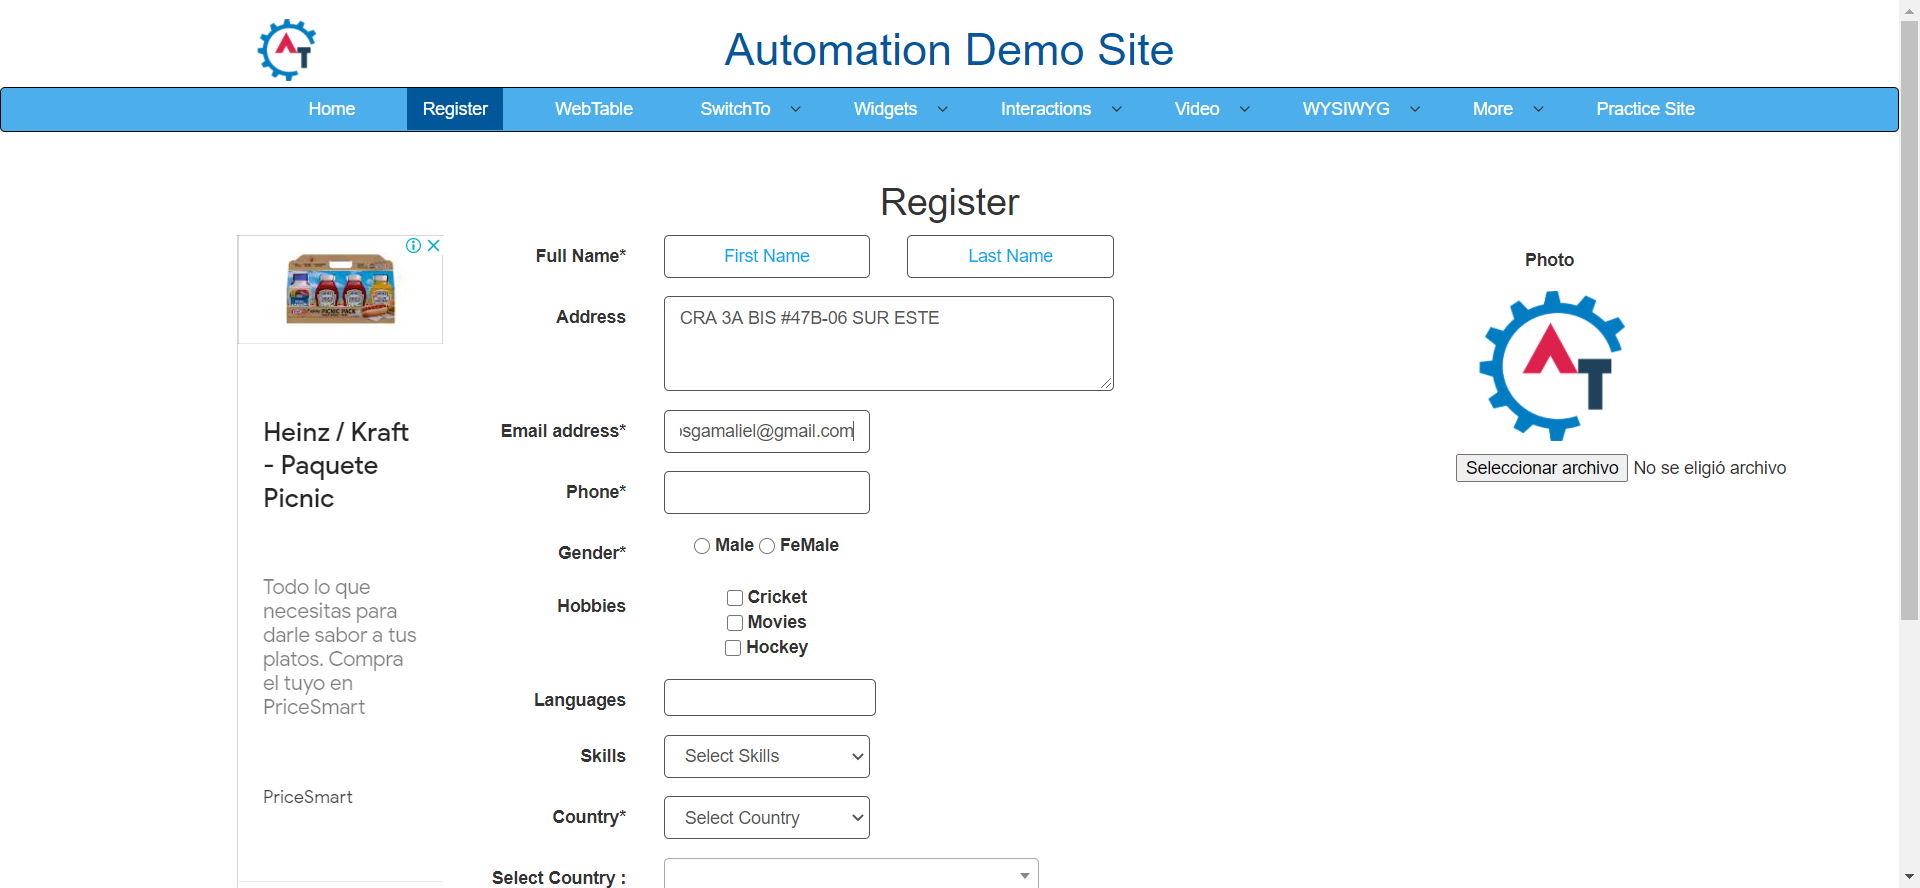 Automation Demo Site
Home Register WebTable SwitchTo Widgets Interactions Video WYSIWYG More Practice Site
Register
Full Name* First Name Last Name
Address CRA 3A BIS #47B-06 SUR ESTE
Email address* sgamaliel@gmail.com
Phone*
Gender* Male FeMale
Hobbies
Cricket
Movies
Hockey
Languages
Skills Select Skills
Country* Select Country
Select Country :
Photo
AT
Seleccionar archivo No se eligió archivo
PICNIC PACK
Heinz / Kraft
- Paquete
Picnic
Todo lo que
necesitas para
darle sabor a tus
platos. Compra
el tuyo en
PriceSmart
PriceSmart